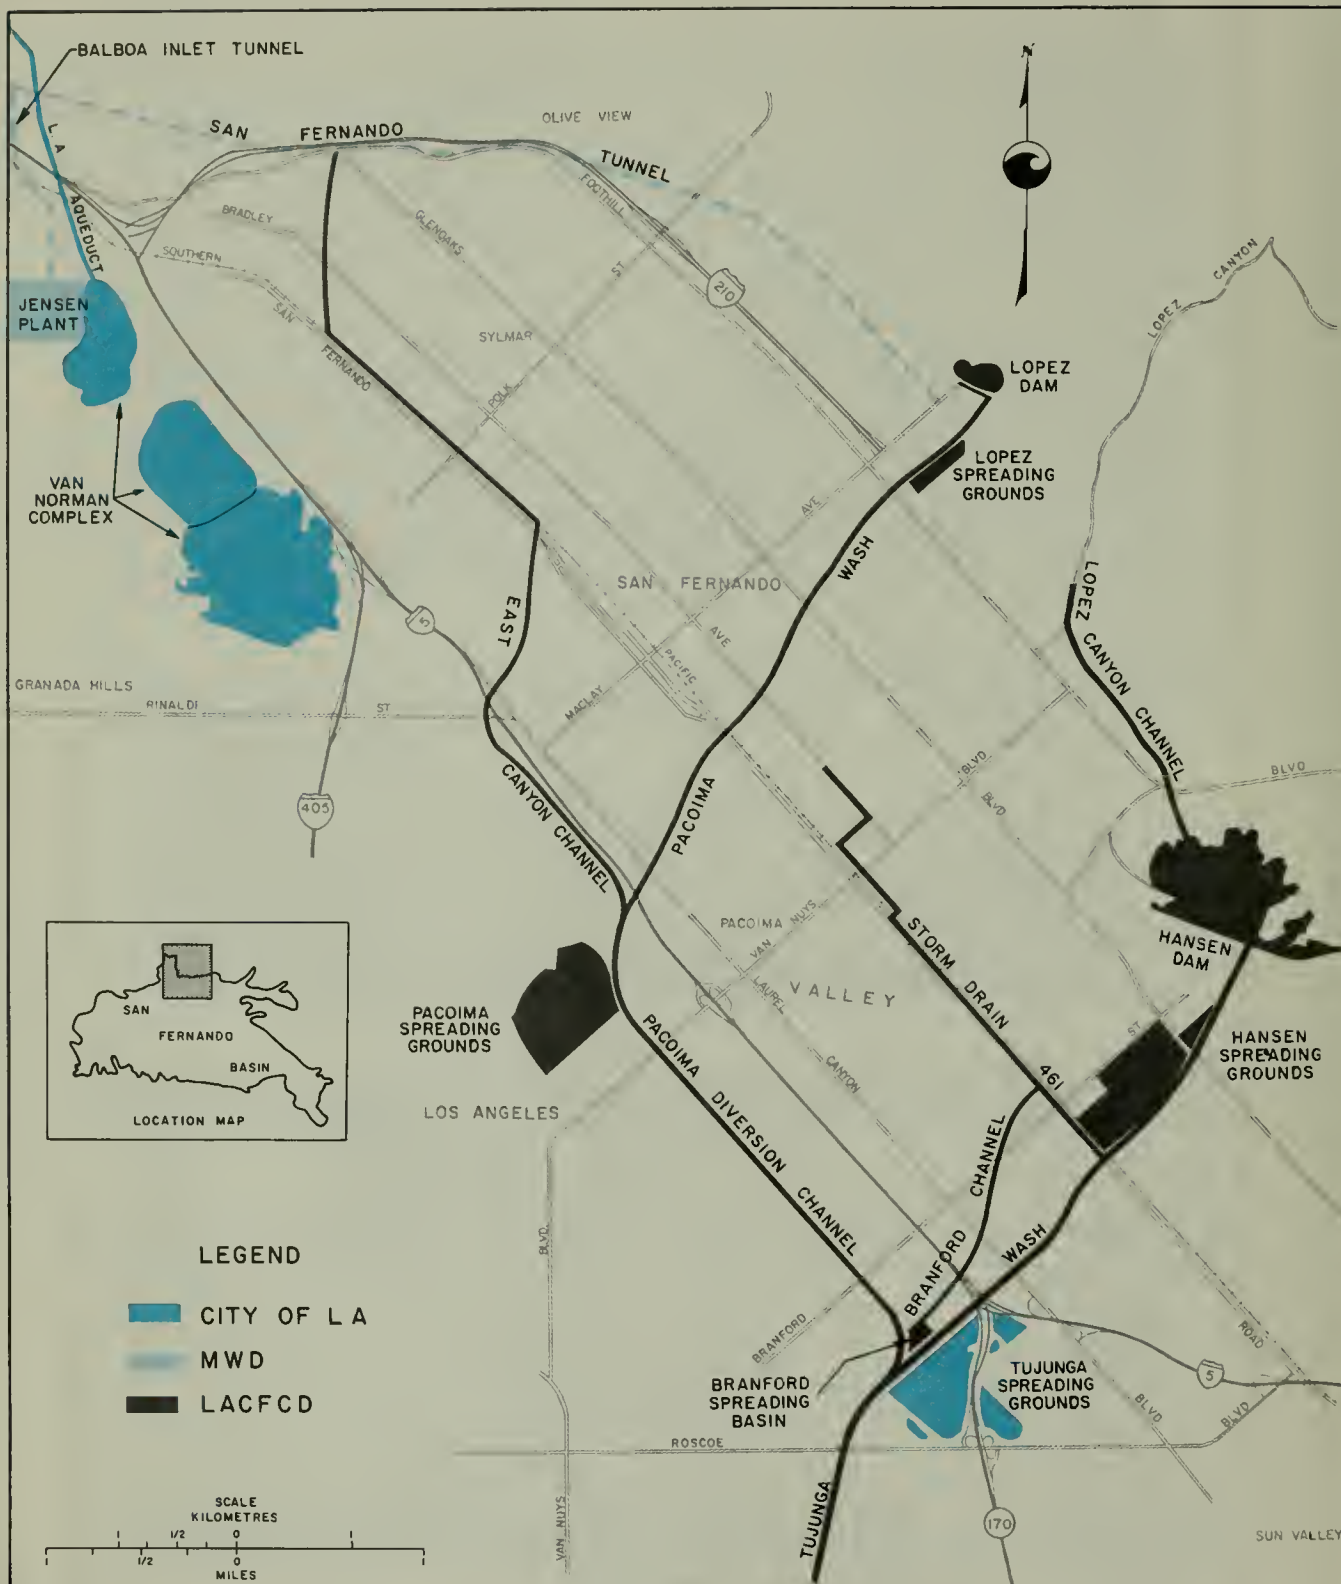 BALBOA INLET TUNNEL
N
OLIVE VIEW
SAN FERNANDO TUNNEL
L.A. AQUEDUCT
FOOTHILL
BRADLEY
GLENOAKS
SOUTHERN
ST
210
CANYON
LOPEZ
JENSEN
PLANT
SAN
FERNANDO
SYLMAR
POLK
LOPEZ
DAM
LOPEZ
SPREADING
GROUNDS
VAN
NORMAN
COMPLEX
AVE
WASH
SAN FERNANDO
LOPEZ CANYON CHANNEL
EAST
5
AVE
PACIFIC
MACLAY
GRANADA HILLS
RINALDI
ST
BLVD
BLVD
BLVD
405
CANYON CHANNEL
PACOIMA
HANSEN
DAM
PACOIMA
VAN NUYS
LAUREL
VALLEY
STORM DRAIN
461
ST
SAN
FERNANDO
BASIN
LOCATION MAP
PACOIMA
SPREADING
GROUNDS
HANSEN
SPREADING
GROUNDS
CANYON
LOS ANGELES
PACOIMA DIVERSION CHANNEL
BRANFORD CHANNEL
WASH
BLVD.
LEGEND
CITY OF L A
MWD
LACFCD
BRANFORD
ROAD
5
BRANFORD
SPREADING
BASIN
TUJUNGA
SPREADING
GROUNDS
BLVD
BLVD
ROSCOE
TUJUNGA
VAN NUYS
170
SUN VALLEY
SCALE
KILOMETRES
1 1/2 0 1
1 1/2 0 1
MILES